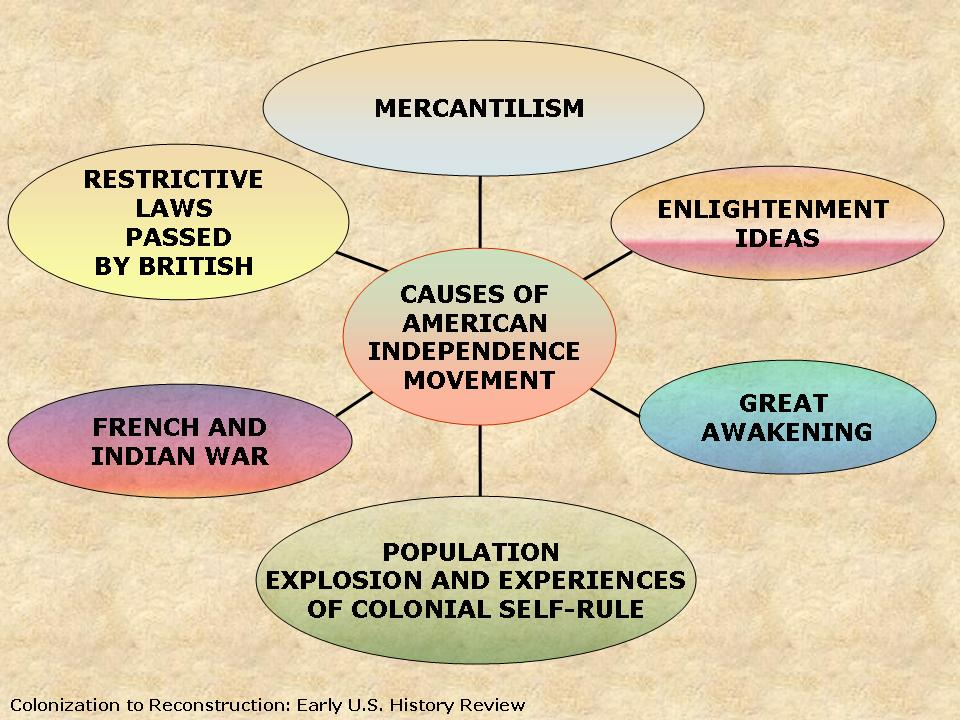 MERCANTILISM
RESTRICTIVE
LAWS
PASSED
BY BRITISH
ENLIGHTENMENT
IDEAS
CAUSES OF
AMERICAN
INDEPENDENCE
MOVEMENT
FRENCH AND
INDIAN WAR
GREAT
AWAKENING
POPULATION
EXPLOSION AND EXPERIENCES
OF COLONIAL SELF-RULE
Colonization to Reconstruction: Early U.S. History Review